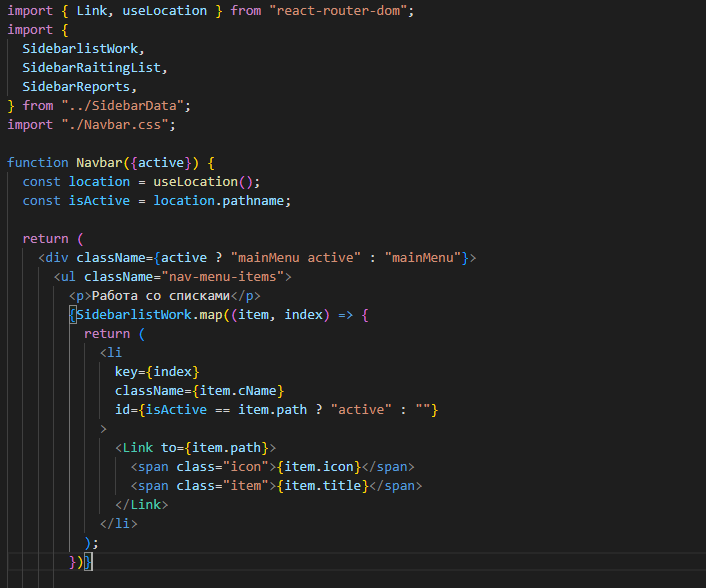 import { Link, useLocation } from "react-router-dom";
import {
  SidebarlistWork,
  SidebarRaitingList,
  SidebarReports,
} from "../SidebarData";
import "./Navbar.css";

function Navbar({active}) {
  const location = useLocation();
  const isActive = location.pathname;

  return (
    <div className={active ? "mainMenu active" : "mainMenu"}>
      <ul className="nav-menu-items">
        <p>Работа со списками</p>
        {SidebarlistWork.map((item, index) => {
          return (
            <li
              key={index}
              className={item.cName}
              id={isActive == item.path ? "active" : ""}
            >
              <Link to={item.path}>
                <span class="icon">{item.icon}</span>
                <span class="item">{item.title}</span>
              </Link>
            </li>
          );
        })}